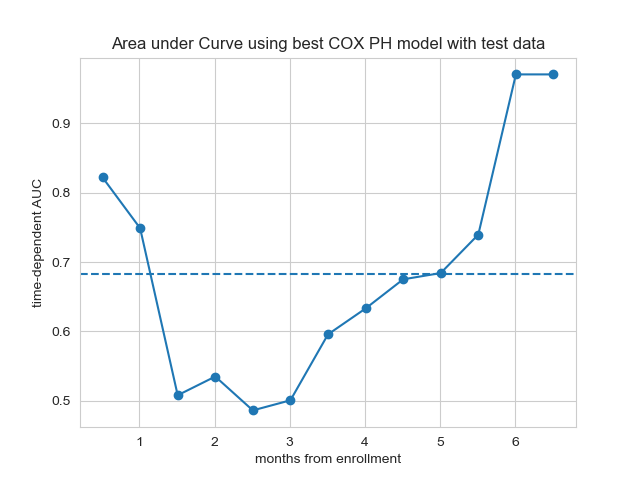 Area under Curve using best COX PH model with test data
time-dependent AUC
0.9
0.8
0.7
0.6
0.5
1 2 3 4 5 6
months from enrollment